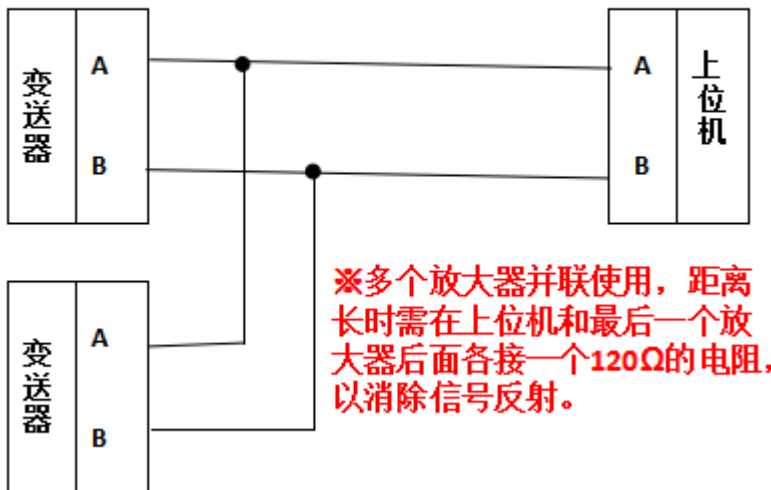 变送器
A
B
A
B
上位机
变送器
A
B
※多个放大器并联使用，距离
长时需在上位机和最后一个放
大器后面各接一个120Ω的电阻，
以消除信号反射。